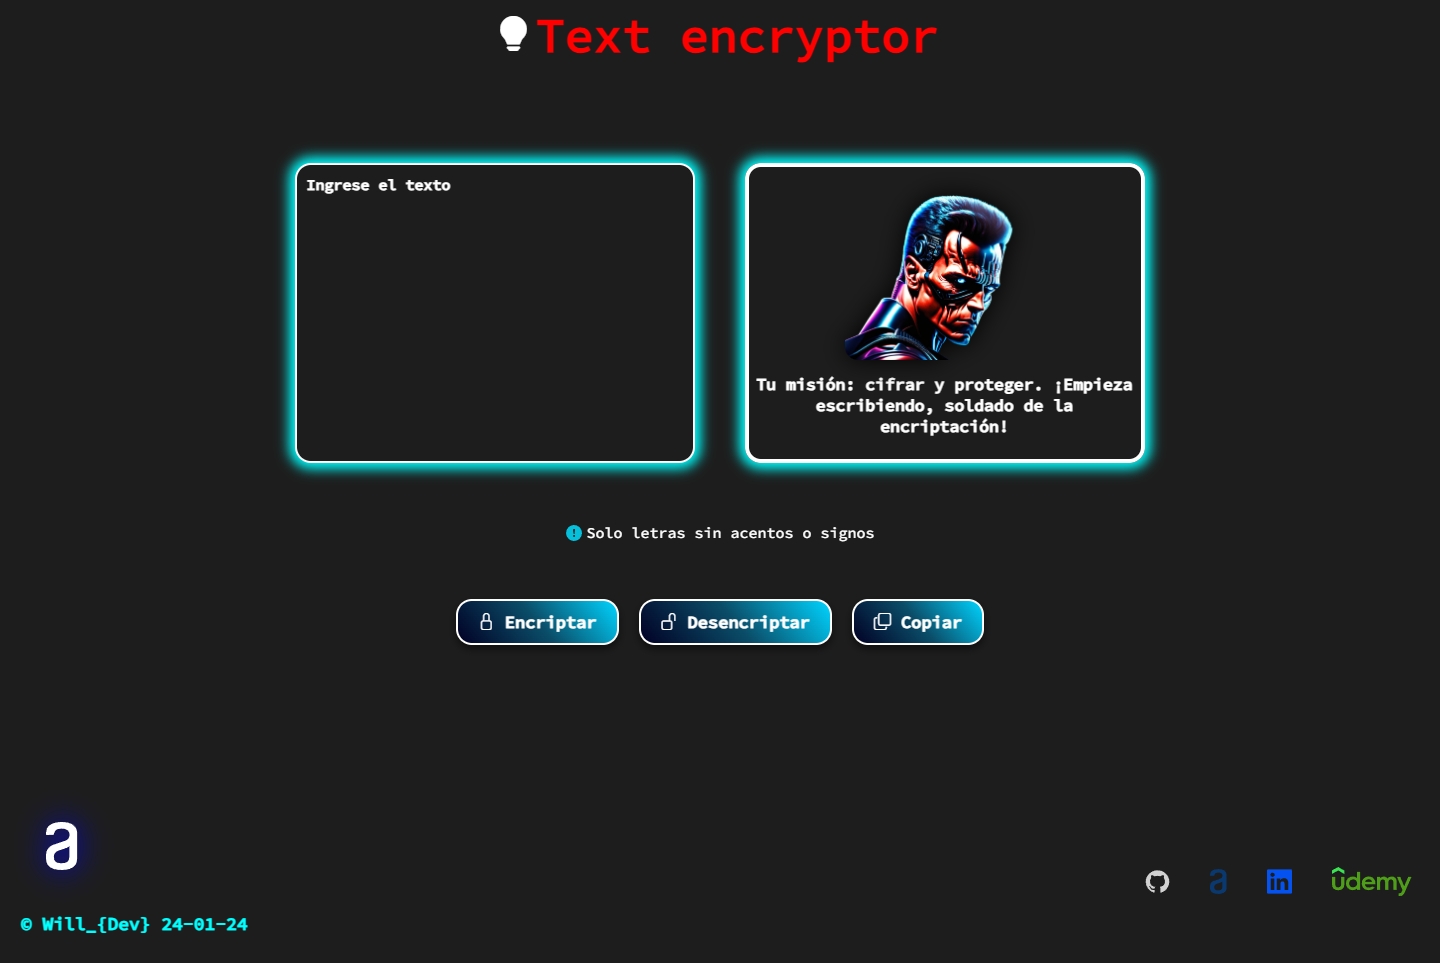 Text encryptor
Ingrese el texto
Tu misión: cifrar y proteger. ¡Empieza
escribiendo, soldado de la
encriptación!
Solo letras sin acentos o signos
Encriptar
Desencriptar
Copiar
a
a
in
udemy
© Will_{Dev} 24-01-24